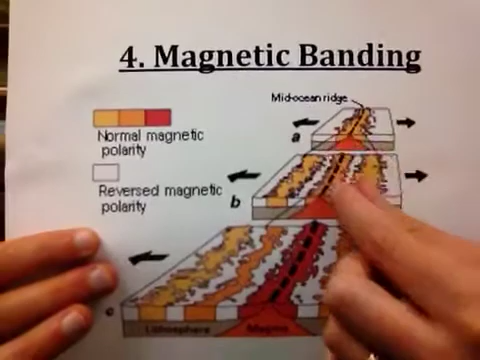 4. Magnetic Banding
Mid-ocean ridge
Normal magnetic
polarity
a
Reversed magnetic
polarity
b
c
Lithosphere
Magma